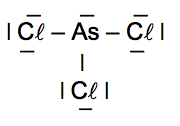 Cℓ – As – Cℓ
Cℓ